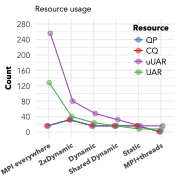 Resource usage
Resource
QP
CQ
uUAR
UAR
Count
280
240
200
160
120
80
40
0
MPI everywhere
2xDynamic
Dynamic
Shared Dynamic
Static
MPI+threads